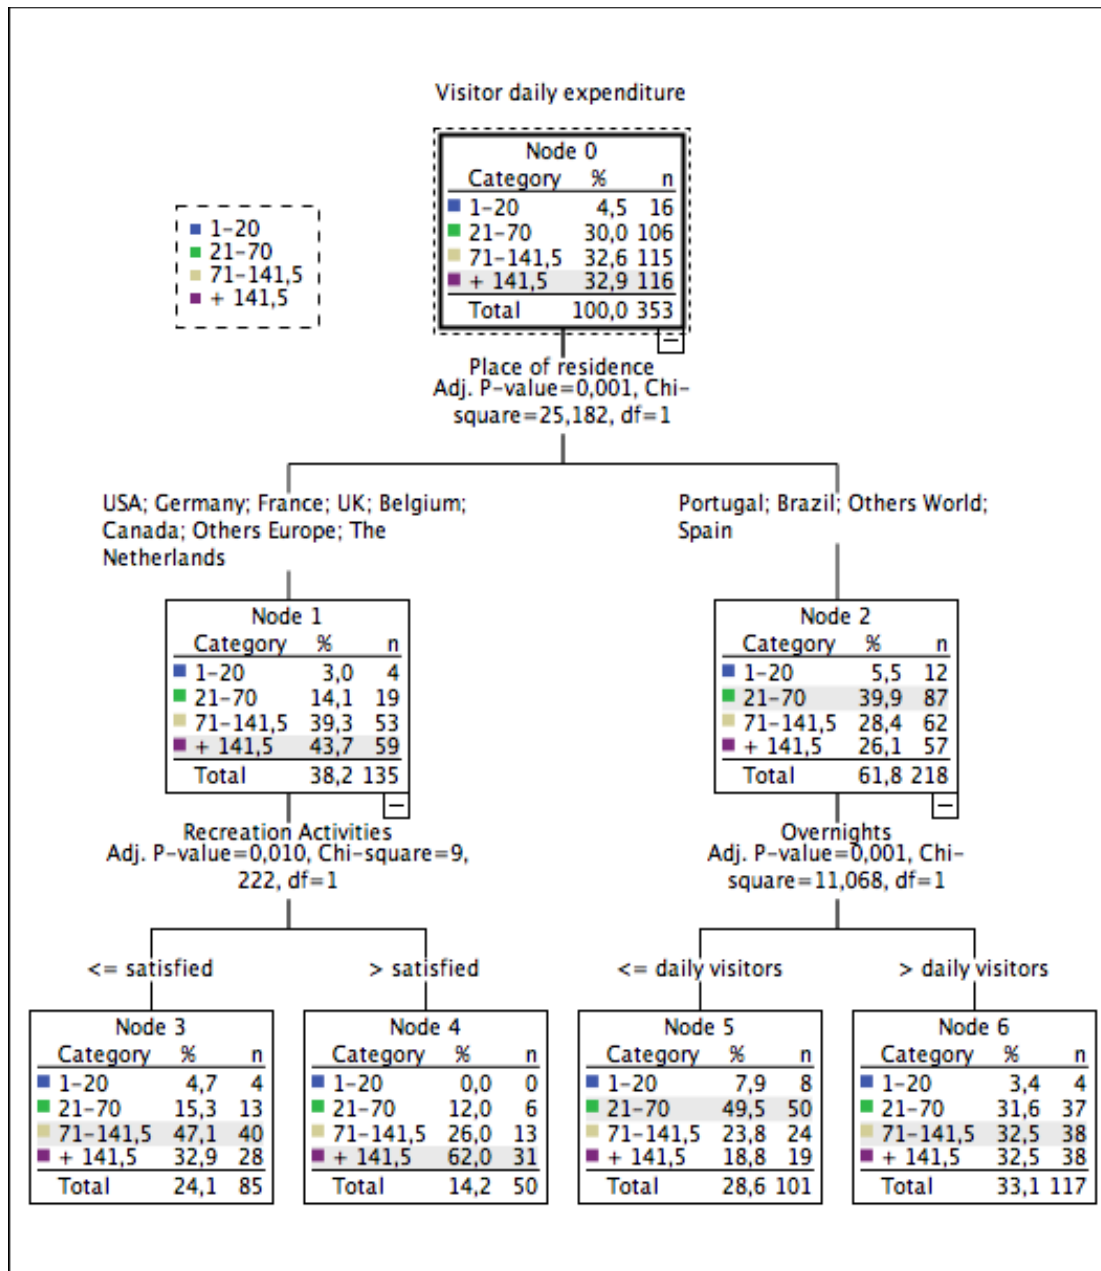 Visitor daily expenditure
1-20
21-70
71-141,5
+ 141,5
Node 0
Category % n
1-20 4,5 16
21-70 30,0 106
71-141,5 32,6 115
+ 141,5 32,9 116
Total 100,0 353
Place of residence
Adj. P-value=0,001, Chi-
square=25,182, df=1
USA; Germany; France; UK; Belgium;
Canada; Others Europe; The
Netherlands
Portugal; Brazil; Others World;
Spain
Node 1
Category % n
1-20 3,0 4
21-70 14,1 19
71-141,5 39,3 53
+ 141,5 43,7 59
Total 38,2 135
Node 2
Category % n
1-20 5,5 12
21-70 39,9 87
71-141,5 28,4 62
+ 141,5 26,1 57
Total 61,8 218
Recreation Activities
Adj. P-value=0,010, Chi-square=9,
222, df=1
Overnights
Adj. P-value=0,001, Chi-
square=11,068, df=1
<= satisfied
> satisfied
<= daily visitors
> daily visitors
Node 3
Category % n
1-20 4,7 4
21-70 15,3 13
71-141,5 47,1 40
+ 141,5 32,9 28
Total 24,1 85
Node 4
Category % n
1-20 0,0 0
21-70 12,0 6
71-141,5 26,0 13
+ 141,5 62,0 31
Total 14,2 50
Node 5
Category % n
1-20 7,9 8
21-70 49,5 50
71-141,5 23,8 24
+ 141,5 18,8 19
Total 28,6 101
Node 6
Category % n
1-20 3,4 4
21-70 31,6 37
71-141,5 32,5 38
+ 141,5 32,5 38
Total 33,1 117